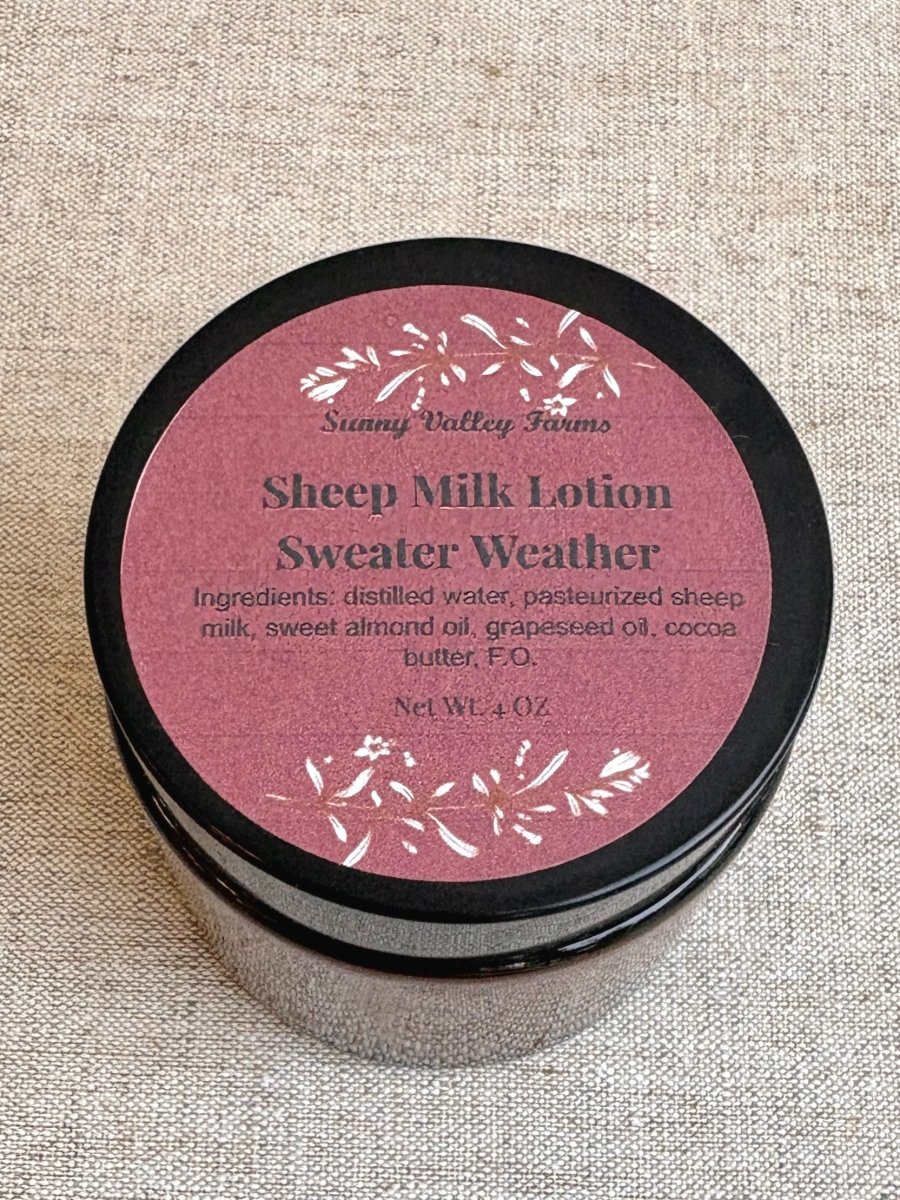 Sunny Valley Farms
Sheep Milk Lotion
Sweater Weather
Ingredients: distilled water, pasteurized sheep
milk, sweet almond oil, grapeseed oil, cocoa
butter, F.O.
Net Wt. 4 OZ